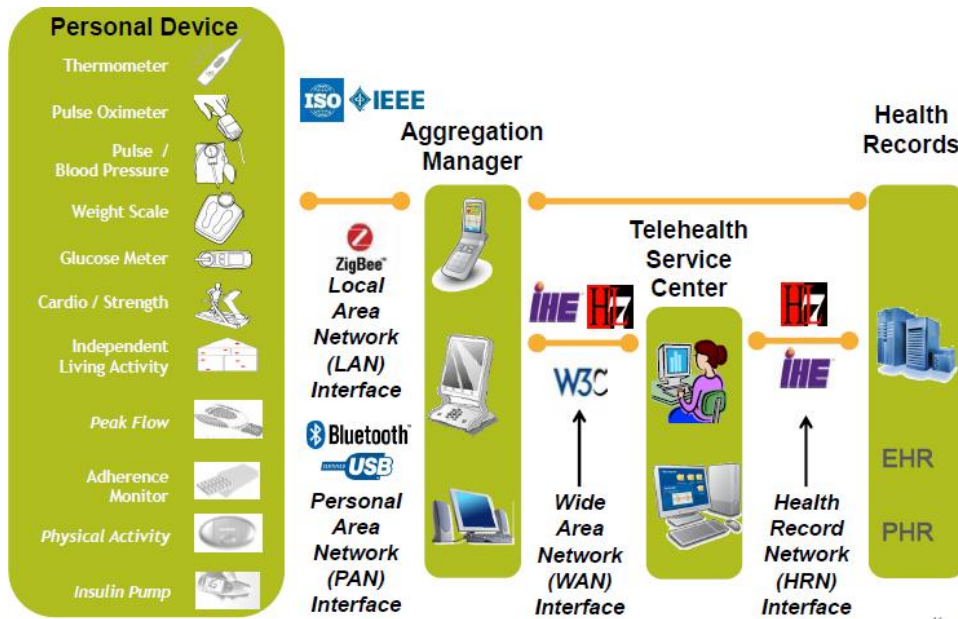 Personal Device
Thermometer
Pulse Oximeter
Pulse /
Blood Pressure
Weight Scale
Glucose Meter
Cardio / Strength
Independent
Living Activity
Peak Flow
Adherence
Monitor
Physical Activity
Insulin Pump
ISO IEEE
ZigBee™
Local
Area
Network
(LAN)
Interface
Bluetooth™
USB
Personal
Area
Network
(PAN)
Interface
Aggregation
Manager
IHE HL7
W3C
Wide
Area
Network
(WAN)
Interface
Telehealth
Service
Center
HL7
IHE
Health
Record
Network
(HRN)
Interface
Health
Records
EHR
PHR